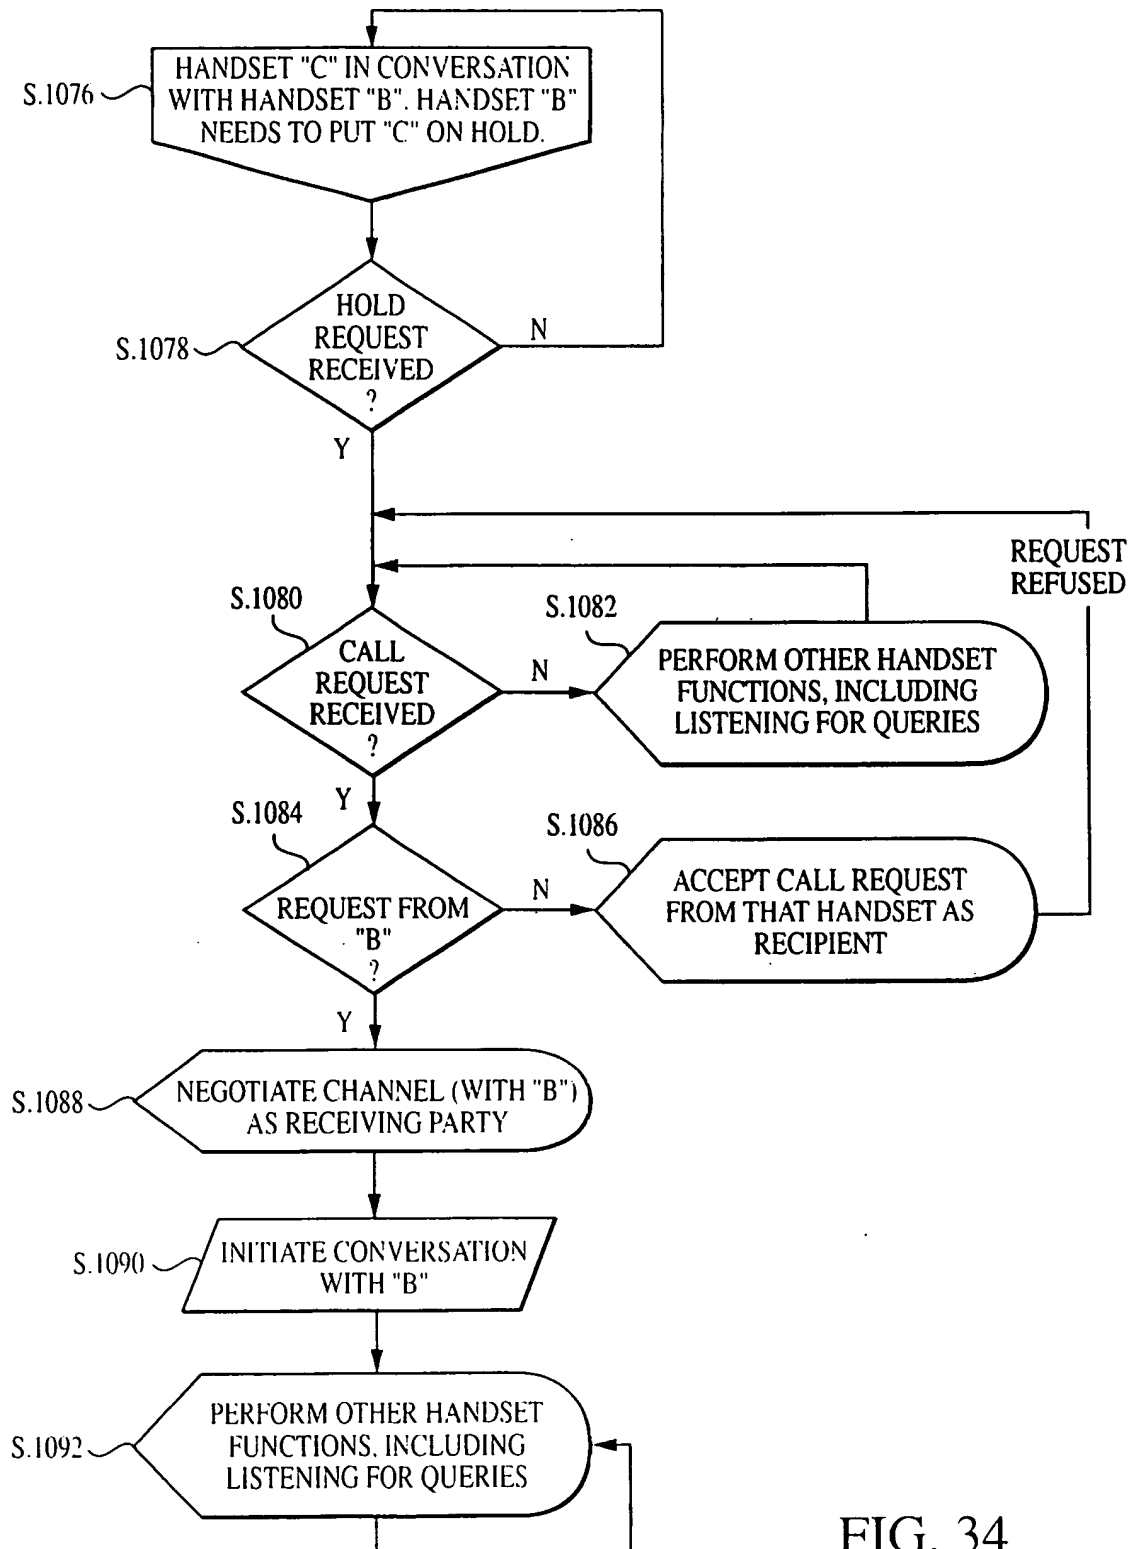 S.1076
HANDSET "C" IN CONVERSATION
WITH HANDSET "B". HANDSET "B"
NEEDS TO PUT "C" ON HOLD.
S.1078
HOLD
REQUEST
RECEIVED
?
N
Y
REQUEST
REFUSED
S.1080
CALL
REQUEST
RECEIVED
?
N
Y
S.1082
PERFORM OTHER HANDSET
FUNCTIONS, INCLUDING
LISTENING FOR QUERIES
S.1084
REQUEST FROM
"B"
?
N
Y
S.1086
ACCEPT CALL REQUEST
FROM THAT HANDSET AS
RECIPIENT
S.1088
NEGOTIATE CHANNEL (WITH "B")
AS RECEIVING PARTY
S.1090
INITIATE CONVERSATION
WITH "B"
S.1092
PERFORM OTHER HANDSET
FUNCTIONS, INCLUDING
LISTENING FOR QUERIES
FIG. 34